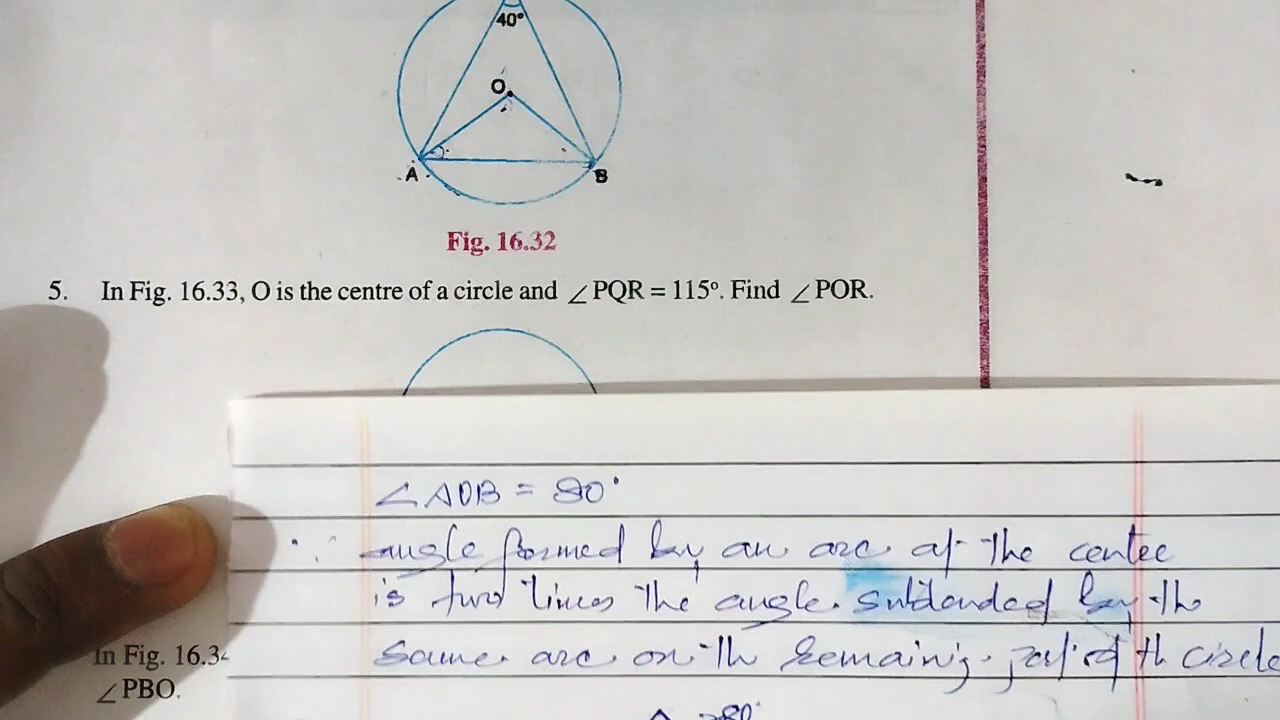 40°
O
A
B
Fig. 16.32
5. In Fig. 16.33, O is the centre of a circle and ∠PQR = 115°. Find ∠POR.
∠AOB = 80°
∵ angle formed by an arc at the centre
is two times the angle subtended by the
same arc on the remaining part of th circle
80°
In Fig. 16.3
∠PBO.